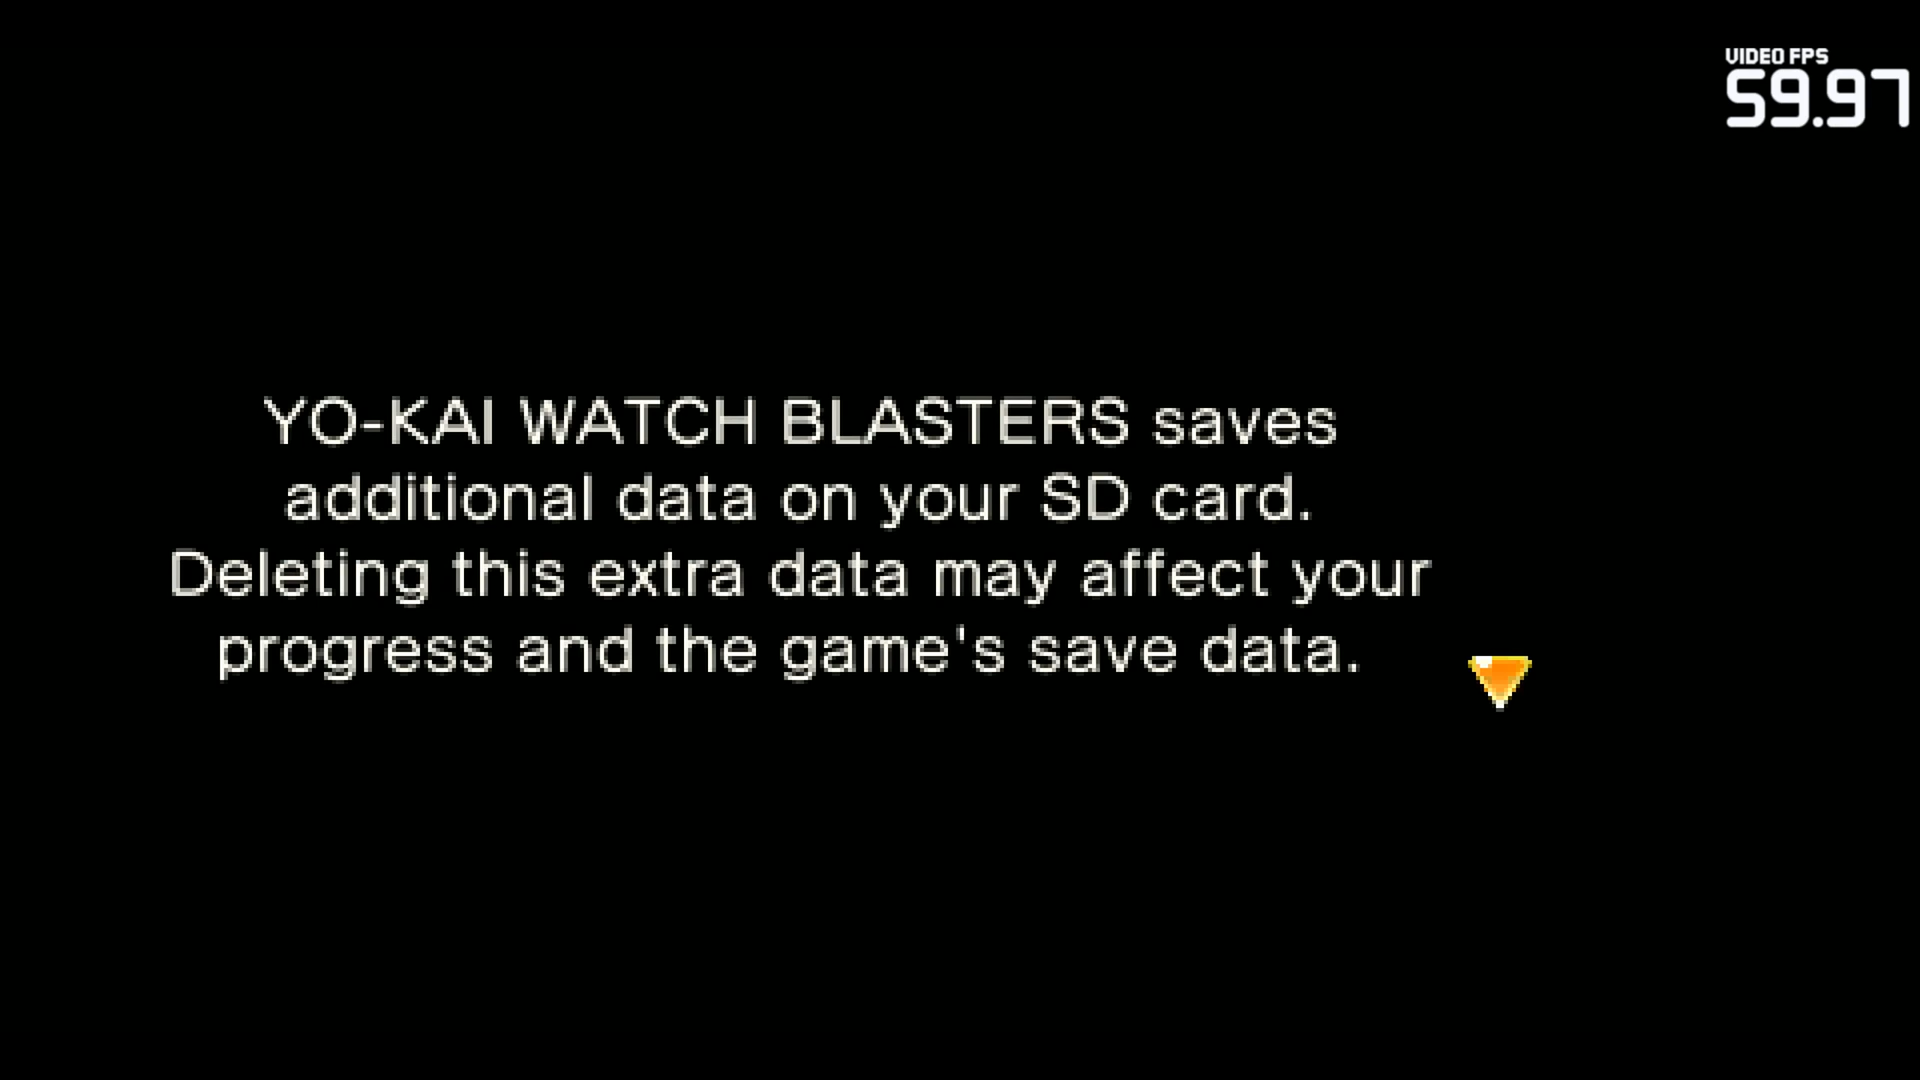 VIDEO FPS
59.97
YO-KAI WATCH BLASTERS saves
additional data on your SD card.
Deleting this extra data may affect your
progress and the game's save data.